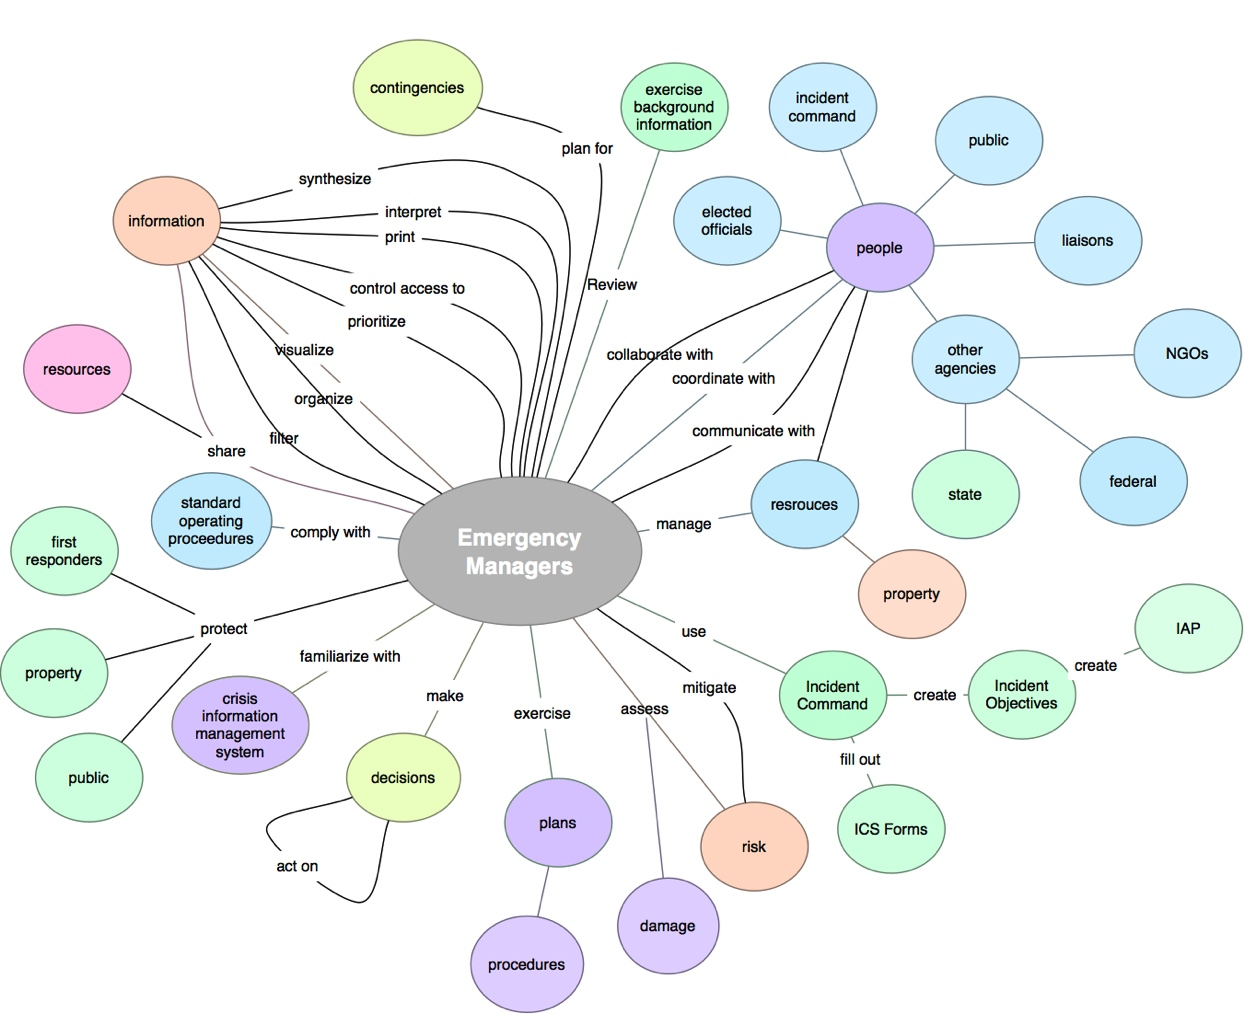 contingencies
exercise
background
information
incident
command
public
plan for
synthesize
information
interpret
print
elected
officials
people
liaisons
control access to
Review
prioritize
visualize
collaborate with
coordinate with
other
agencies
NGOs
resources
organize
filter
share
communicate with
standard
operating
proceedures
comply with
Emergency
Managers
manage
resrouces
state
federal
first
responders
property
protect
use
IAP
property
familiarize with
mitigate
create
Incident
Command
create
Incident
Objectives
crisis
information
management
system
make
exercise
assess
public
decisions
fill out
plans
risk
ICS Forms
act on
damage
procedures